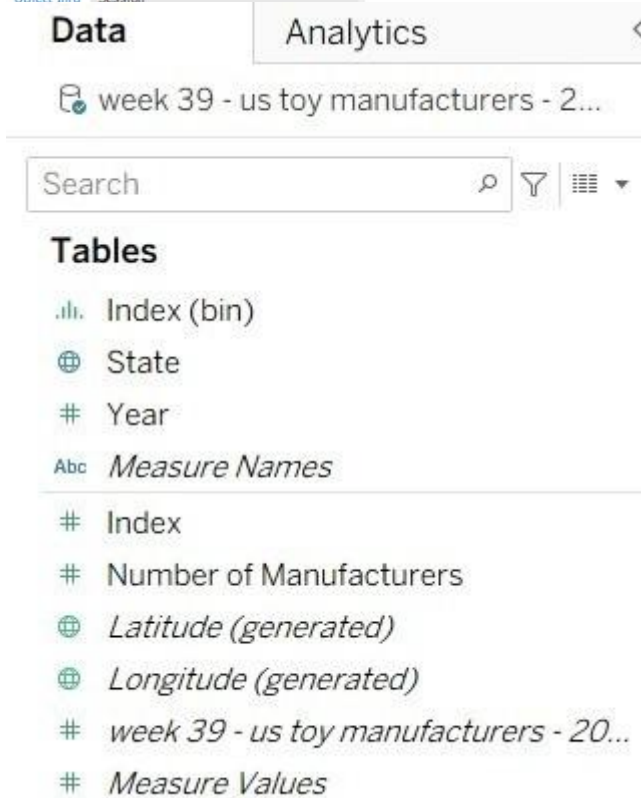 Data Analytics
week 39 - us toy manufacturers - 2...
Search
Tables
Index (bin)
State
# Year
Abc Measure Names
# Index
# Number of Manufacturers
Latitude (generated)
Longitude (generated)
# week 39 - us toy manufacturers - 20...
# Measure Values